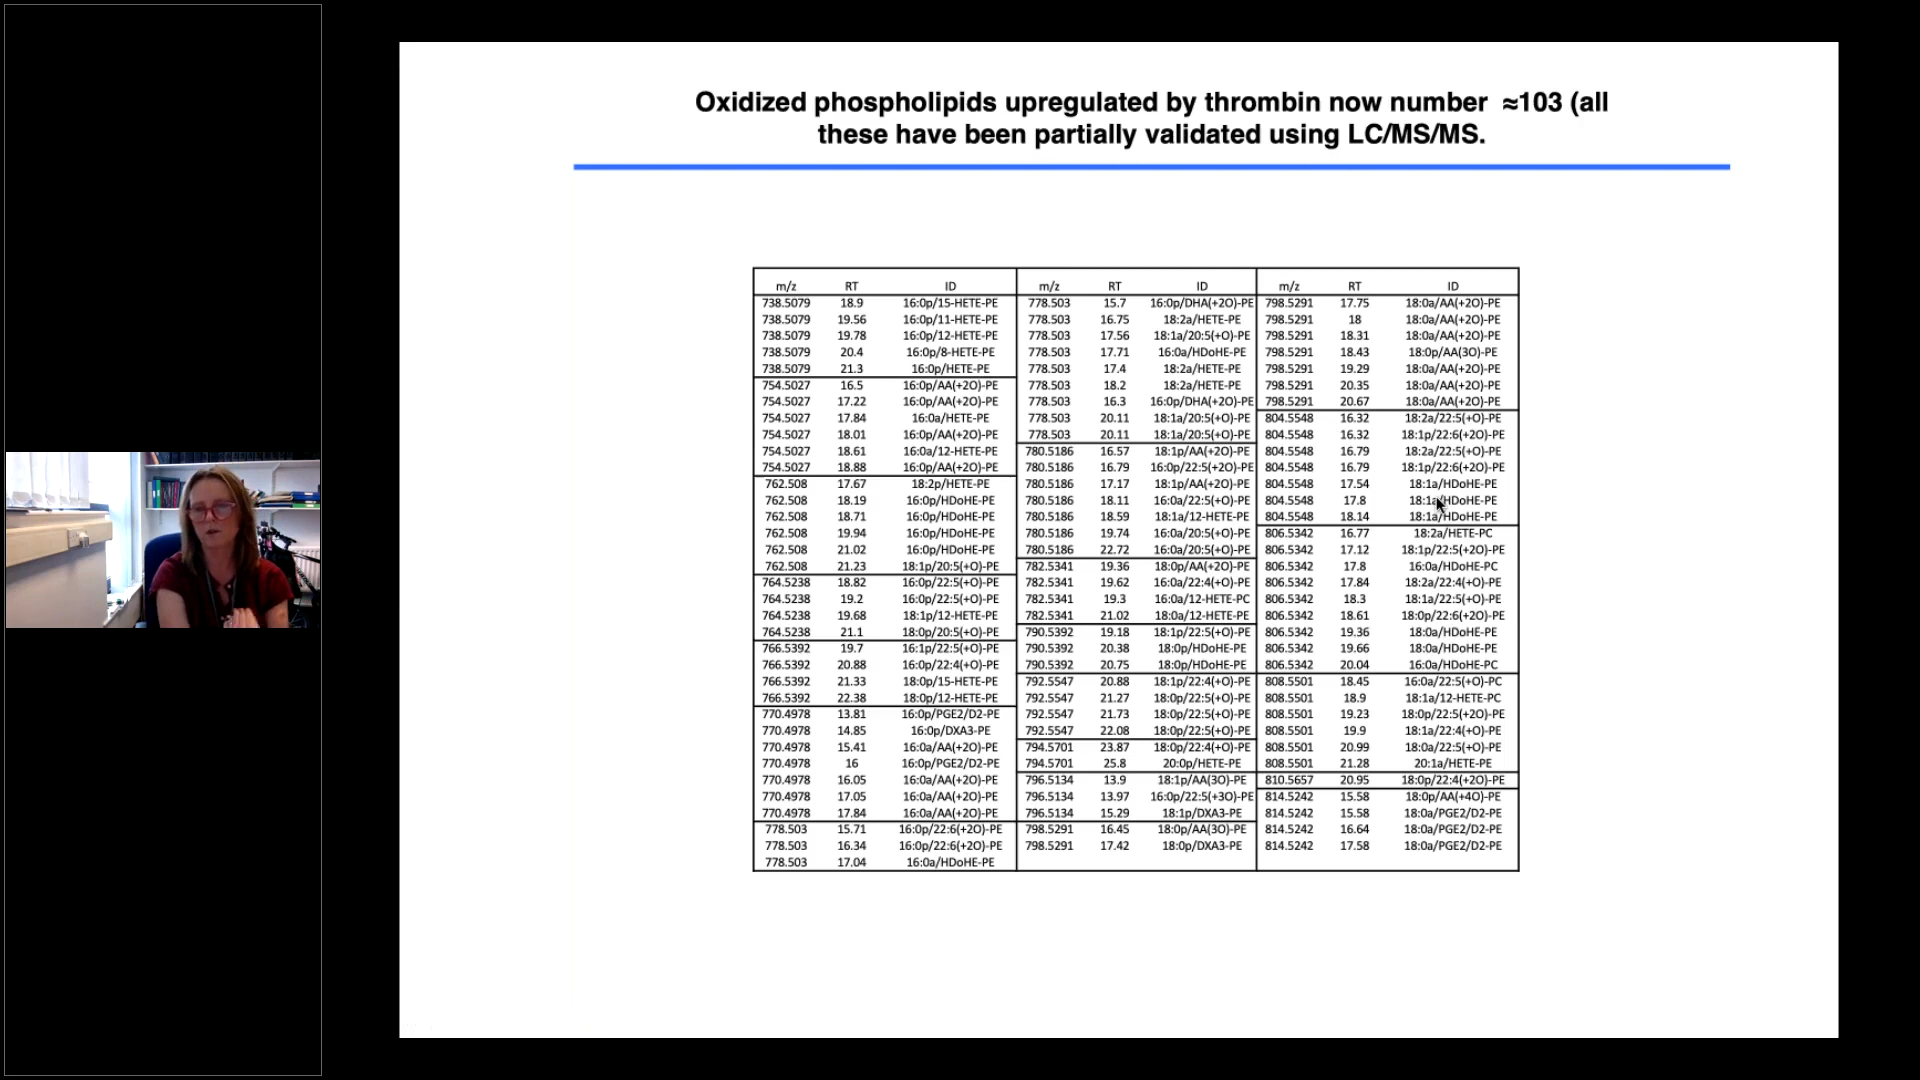 Oxidized phospholipids upregulated by thrombin now number ≈103 (all
these have been partially validated using LC/MS/MS.
m/z RT ID m/z RT ID m/z RT ID
738.5079 18.9 16:0p/15-HETE-PE 778.503 15.7 16:0p/DHA(+2O)-PE 798.5291 17.75 18:0a/AA(+2O)-PE
738.5079 19.56 16:0p/11-HETE-PE 778.503 16.75 18:2a/HETE-PE 798.5291 18 18:0a/AA(+2O)-PE
738.5079 19.78 16:0p/12-HETE-PE 778.503 17.56 18:1a/20:5(+O)-PE 798.5291 18.31 18:0a/AA(+2O)-PE
738.5079 20.4 16:0p/8-HETE-PE 778.503 17.71 16:0a/HDoHE-PE 798.5291 18.43 18:0p/AA(3O)-PE
738.5079 21.3 16:0p/HETE-PE 778.503 17.4 18:2a/HETE-PE 798.5291 19.29 18:0a/AA(+2O)-PE
754.5027 16.5 16:0p/AA(+2O)-PE 778.503 18.2 18:2a/HETE-PE 798.5291 20.35 18:0a/AA(+2O)-PE
754.5027 17.22 16:0p/AA(+2O)-PE 778.503 16.3 16:0p/DHA(+2O)-PE 798.5291 20.67 18:0a/AA(+2O)-PE
754.5027 17.84 16:0a/HETE-PE 778.503 20.11 18:1a/20:5(+O)-PE 804.5548 16.32 18:2a/22:5(+O)-PE
754.5027 18.01 16:0p/AA(+2O)-PE 778.503 20.11 18:1a/20:5(+O)-PE 804.5548 16.32 18:1p/22:6(+2O)-PE
754.5027 18.61 16:0a/12-HETE-PE 780.5186 16.57 18:1p/AA(+2O)-PE 804.5548 16.79 18:2a/22:5(+O)-PE
754.5027 18.88 16:0p/AA(+2O)-PE 780.5186 16.79 16:0p/22:5(+2O)-PE 804.5548 16.79 18:1p/22:6(+2O)-PE
762.508 17.67 18:2p/HETE-PE 780.5186 17.17 18:1p/AA(+2O)-PE 804.5548 17.54 18:1a/HDoHE-PE
762.508 18.19 16:0p/HDoHE-PE 780.5186 18.11 16:0a/22:5(+O)-PE 804.5548 17.8 18:1a/HDoHE-PE
762.508 18.71 16:0p/HDoHE-PE 780.5186 18.59 18:1a/12-HETE-PE 804.5548 18.14 18:1a/HDoHE-PE
762.508 19.94 16:0p/HDoHE-PE 780.5186 19.74 16:0a/20:5(+O)-PE 806.5342 16.77 18:2a/HETE-PC
762.508 21.02 16:0p/HDoHE-PE 780.5186 22.72 16:0a/20:5(+O)-PE 806.5342 17.12 18:1p/22:5(+2O)-PE
762.508 21.23 18:1p/20:5(+O)-PE 782.5341 19.36 18:0p/AA(+2O)-PE 806.5342 17.8 16:0a/HDoHE-PC
764.5238 18.82 16:0p/22:5(+O)-PE 782.5341 19.62 16:0a/22:4(+O)-PE 806.5342 17.84 18:2a/22:4(+O)-PE
764.5238 19.2 16:0p/22:5(+O)-PE 782.5341 19.3 16:0a/12-HETE-PC 806.5342 18.3 18:1a/22:5(+O)-PE
764.5238 19.68 18:1p/12-HETE-PE 782.5341 21.02 18:0a/12-HETE-PE 806.5342 18.61 18:0p/22:6(+2O)-PE
764.5238 21.1 18:0p/20:5(+O)-PE 790.5392 19.18 18:1p/22:5(+O)-PE 806.5342 19.36 18:0a/HDoHE-PE
766.5392 19.7 16:1p/22:5(+O)-PE 790.5392 20.38 18:0p/HDoHE-PE 806.5342 19.66 18:0a/HDoHE-PE
766.5392 20.88 16:0p/22:4(+O)-PE 790.5392 20.75 18:0p/HDoHE-PE 806.5342 20.04 16:0a/HDoHE-PC
766.5392 21.33 18:0p/15-HETE-PE 792.5547 20.88 18:1p/22:4(+O)-PE 808.5501 18.45 16:0a/22:5(+O)-PC
766.5392 22.38 18:0p/12-HETE-PE 792.5547 21.27 18:0p/22:5(+O)-PE 808.5501 18.9 18:1a/12-HETE-PC
770.4978 13.81 16:0p/PGE2/D2-PE 792.5547 21.73 18:0p/22:5(+O)-PE 808.5501 19.23 18:0p/22:5(+2O)-PE
770.4978 14.85 16:0p/DXA3-PE 792.5547 22.08 18:0p/22:5(+O)-PE 808.5501 19.9 18:1a/22:4(+O)-PE
770.4978 15.41 16:0a/AA(+2O)-PE 794.5701 23.87 18:0p/22:4(+O)-PE 808.5501 20.99 18:0a/22:5(+O)-PE
770.4978 16 16:0p/PGE2/D2-PE 794.5701 25.8 20:0p/HETE-PE 808.5501 21.28 20:1a/HETE-PE
770.4978 16.05 16:0a/AA(+2O)-PE 796.5134 13.9 18:1p/AA(3O)-PE 810.5657 20.95 18:0p/22:4(+2O)-PE
770.4978 17.05 16:0a/AA(+2O)-PE 796.5134 13.97 16:0p/22:5(+3O)-PE 814.5242 15.58 18:0p/AA(+4O)-PE
770.4978 17.84 16:0a/AA(+2O)-PE 796.5134 15.29 18:1p/DXA3-PE 814.5242 15.58 18:0a/PGE2/D2-PE
778.503 15.71 16:0p/22:6(+2O)-PE 798.5291 16.45 18:0p/AA(3O)-PE 814.5242 16.64 18:0a/PGE2/D2-PE
778.503 16.34 16:0p/22:6(+2O)-PE 798.5291 17.42 18:0p/DXA3-PE 814.5242 17.58 18:0a/PGE2/D2-PE
778.503 17.04 16:0a/HDoHE-PE